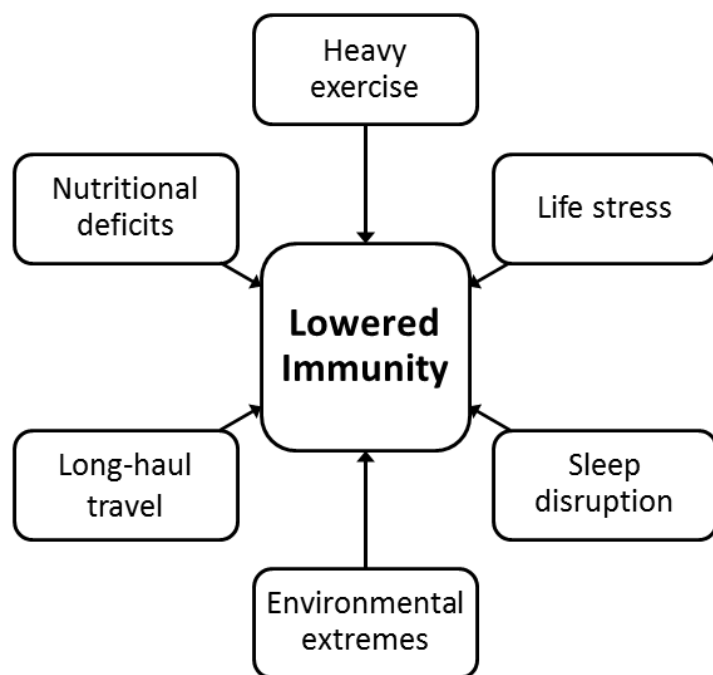 Heavy
exercise
Nutritional
deficits
Life stress
Lowered
Immunity
Long-haul
travel
Sleep
disruption
Environmental
extremes